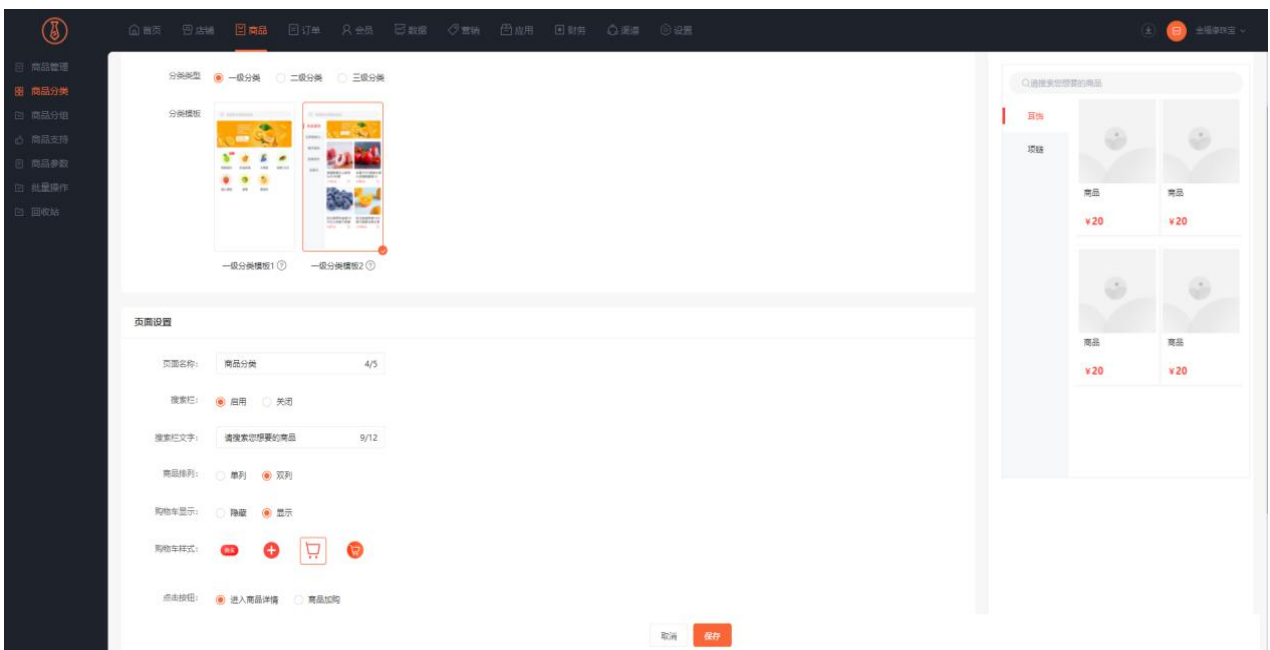 首页 店铺 商品 订单 会员 数据 营销 应用 财务 渠道 设置
商品管理
商品分类
商品分组
商品支持
商品参数
批量操作
回收站
分类类型 一级分类 二级分类 三级分类
分类模板
一级分类模板1 一级分类模板2
页面设置
页面名称: 商品分类 4/5
搜索栏: 启用 关闭
搜索栏文字: 请搜索您想要的商品 9/12
商品排列: 单列 双列
购物车显示: 隐藏 显示
购物车样式:
点击按钮: 进入商品详情 商品加购
取消 保存
请搜索您想要的商品
耳饰
项链
商品 商品
¥20 ¥20
商品 商品
¥20 ¥20